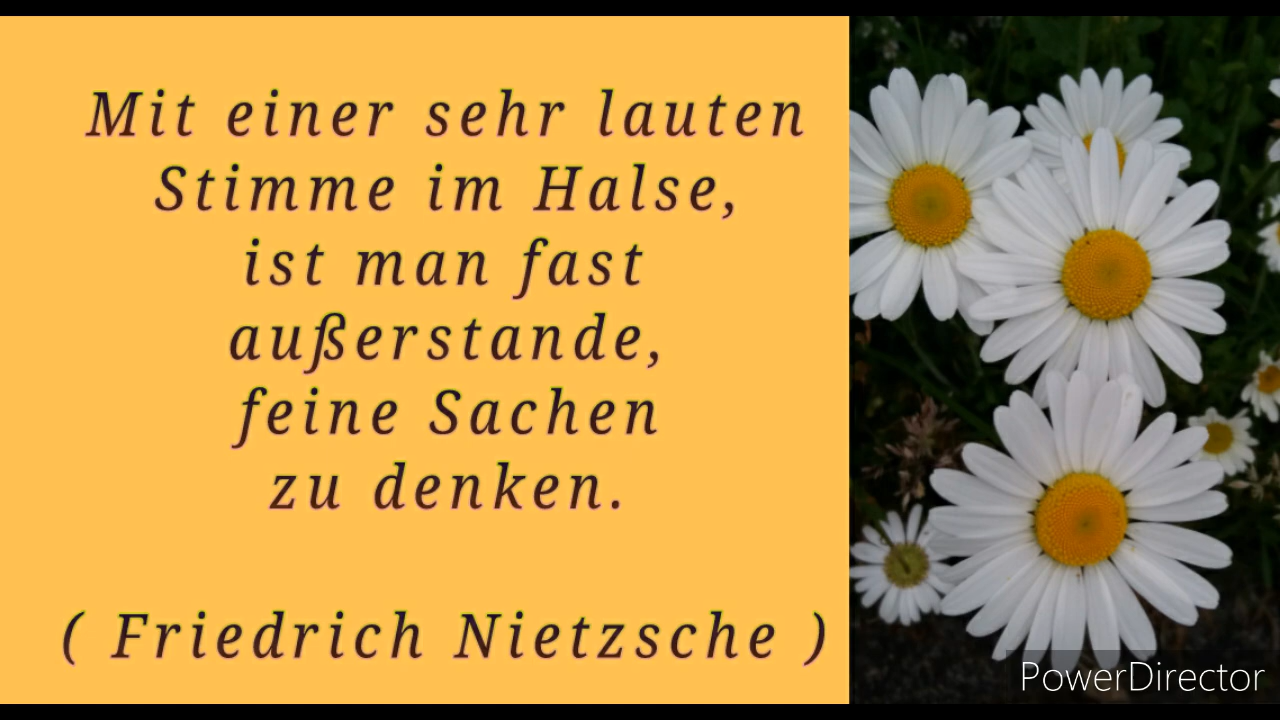 Mit einer sehr lauten
Stimme im Halse,
ist man fast
außerstande,
feine Sachen
zu denken.
( Friedrich Nietzsche )
PowerDirector